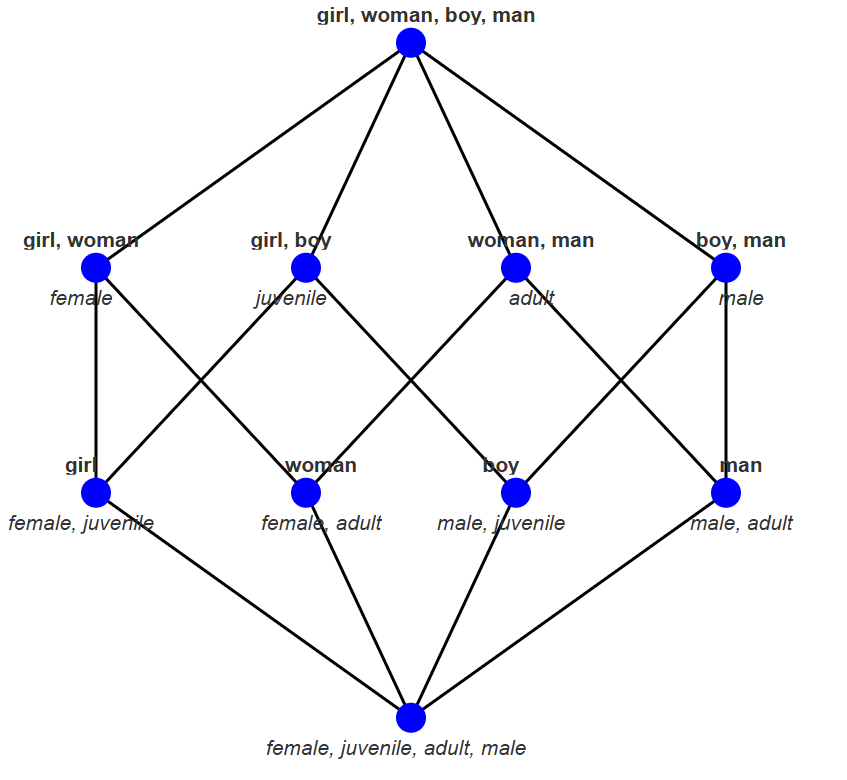 girl, woman, boy, man
girl, woman
girl, boy
woman, man
boy, man
female
juvenile
adult
male
girl
woman
boy
man
female, juvenile
female, adult
male, juvenile
male, adult
female, juvenile, adult, male